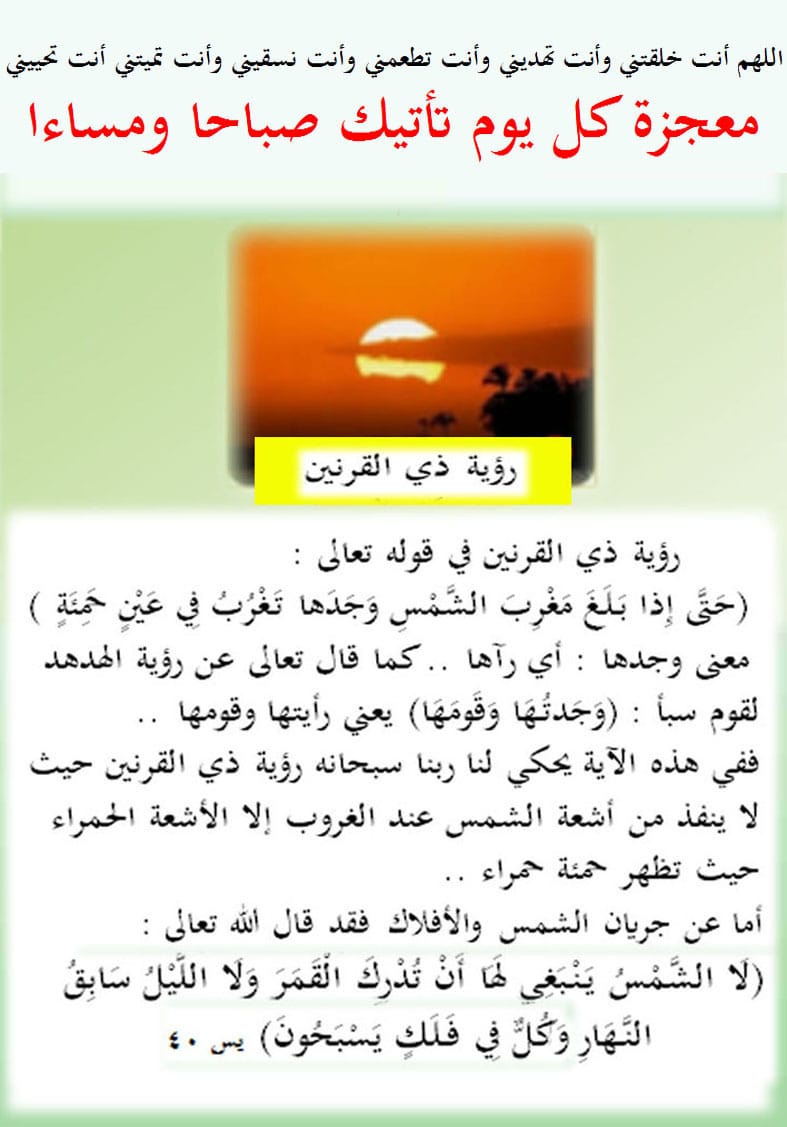 اللهم أنت خلقتني وأنت تهديني وأنت تطعمني وأنت نسقيني وأنت تميتني أنت تحييني
معجزة كل يوم تأتيك صباحا ومساءا
رؤية ذي القرنين
رؤية ذي القرنين في قوله تعالى :
(حَتَّى إِذا بَلَغَ مَغْرِبَ الشَّمْسِ وَجَدَها تَغْرُبُ فِي عَيْنٍ حَمِئَةٍ )
معنى وجدها : أي رآها .. كما قال تعالى عن رؤية الهدهد
لقوم سبأ : (وَجَدتُهَا وَقَومَهَا) يعني رأيتها وقومها ..
ففي هذه الآية يحكي لنا ربنا سبحانه رؤية ذي القرنين حيث
لا ينفذ من أشعة الشمس عند الغروب إلا الأشعة الحمراء
حيث تظهر حمئة حمراء ..
أما عن جريان الشمس والأفلاك فقد قال الله تعالى :
(لَا الشَّمْسُ يَنْبَغِي لَهَا أَنْ تُدْرِكَ الْقَمَرَ وَلَا اللَّيْلُ سَابِقُ
النَّهَارِ وَكُلٌّ فِي فَلَكٍ يَسْبَحُونَ) يس ٤٠